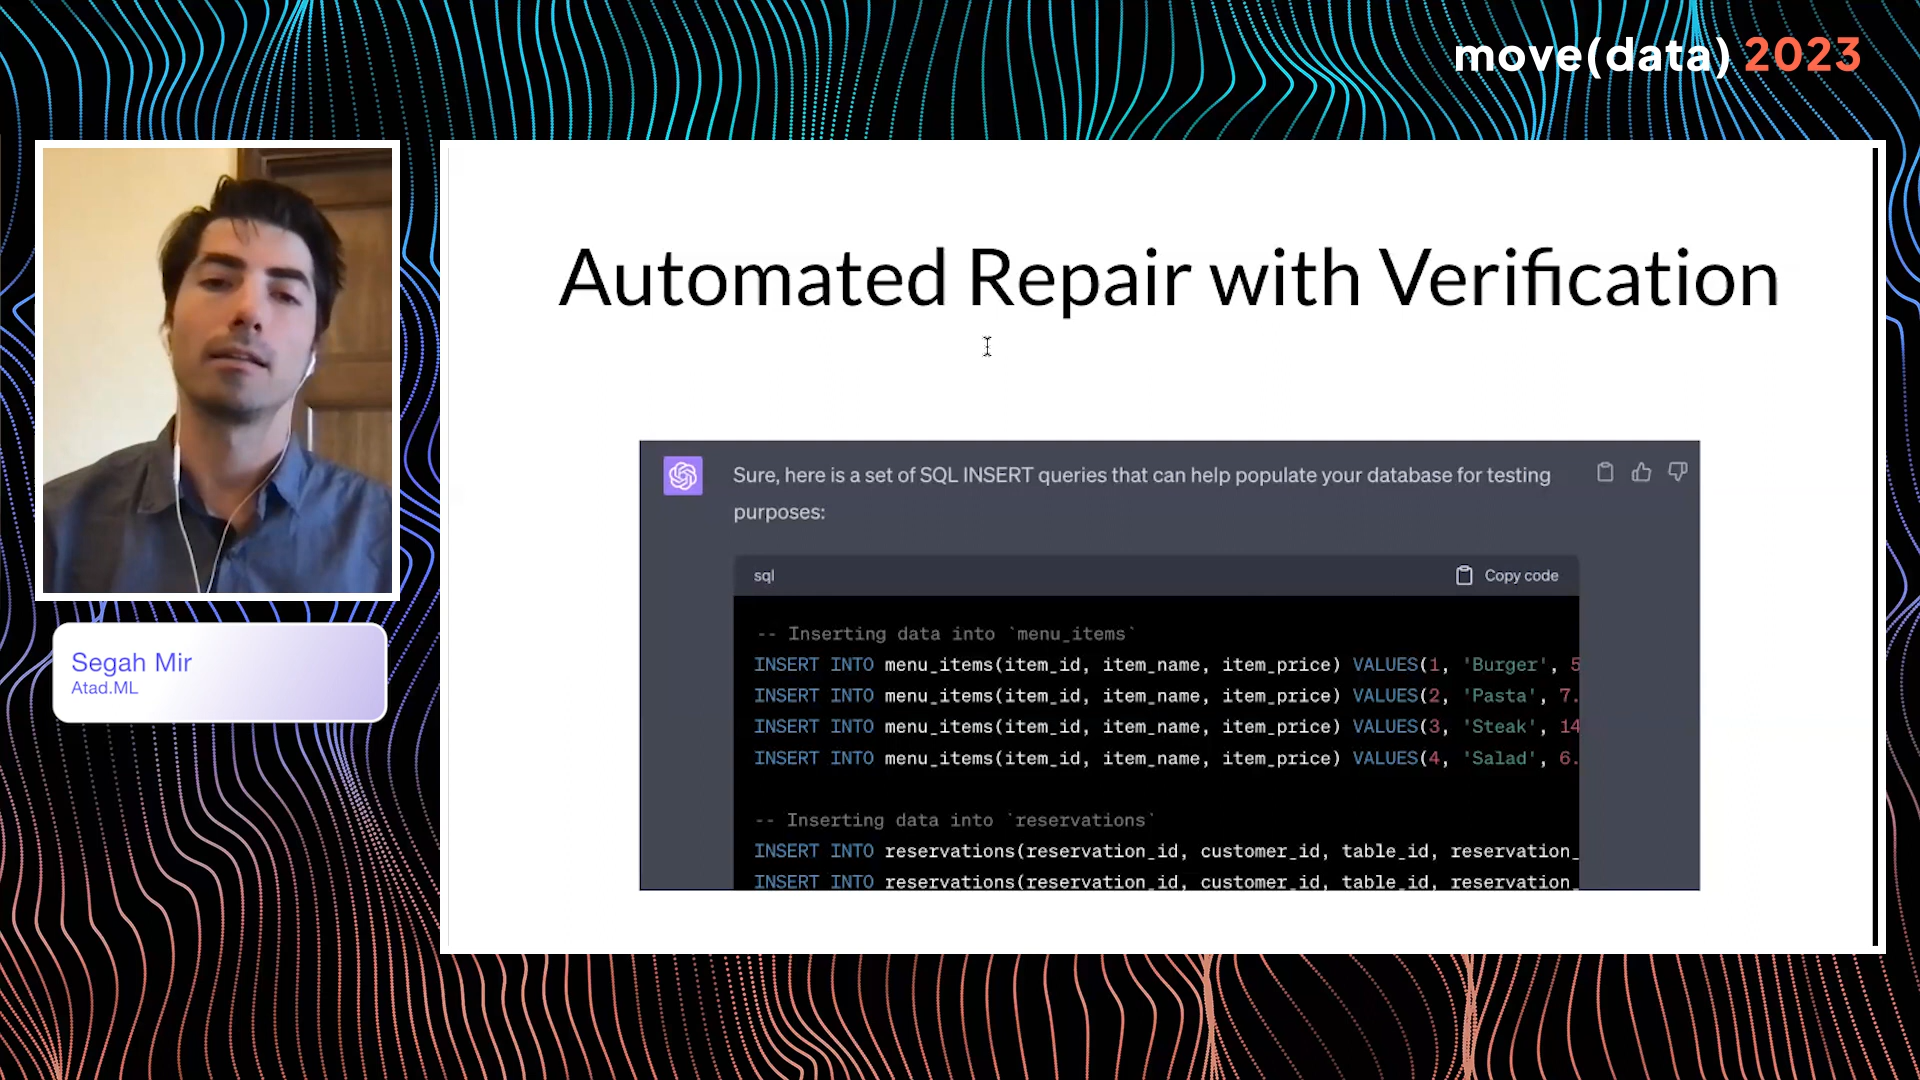 move(data) 2023
Automated Repair with Verification
Sure, here is a set of SQL INSERT queries that can help populate your database for testing
purposes:
sql
Copy code
-- Inserting data into `menu_items`
INSERT INTO menu_items(item_id, item_name, item_price) VALUES(1, 'Burger', 5
INSERT INTO menu_items(item_id, item_name, item_price) VALUES(2, 'Pasta', 7.
INSERT INTO menu_items(item_id, item_name, item_price) VALUES(3, 'Steak', 14
INSERT INTO menu_items(item_id, item_name, item_price) VALUES(4, 'Salad', 6.
-- Inserting data into `reservations`
INSERT INTO reservations(reservation_id, customer_id, table_id, reservation_
INSERT INTO reservations(reservation_id, customer_id, table_id, reservation_
Segah Mir
Atad.ML